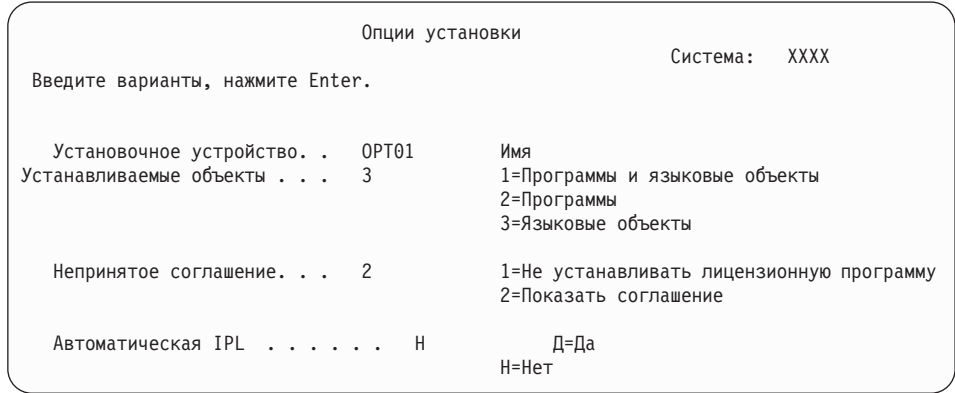 Опции установки
Система: XXXX
Введите варианты, нажмите Enter.
Установочное устройство. . OPT01 Имя
Устанавливаемые объекты . . . 3 1=Программы и языковые объекты
2=Программы
3=Языковые объекты
Непринятое соглашение. . . 2 1=Не устанавливать лицензионную программу
2=Показать соглашение
Автоматическая IPL . . . . . . Н Д=Да
Н=Нет